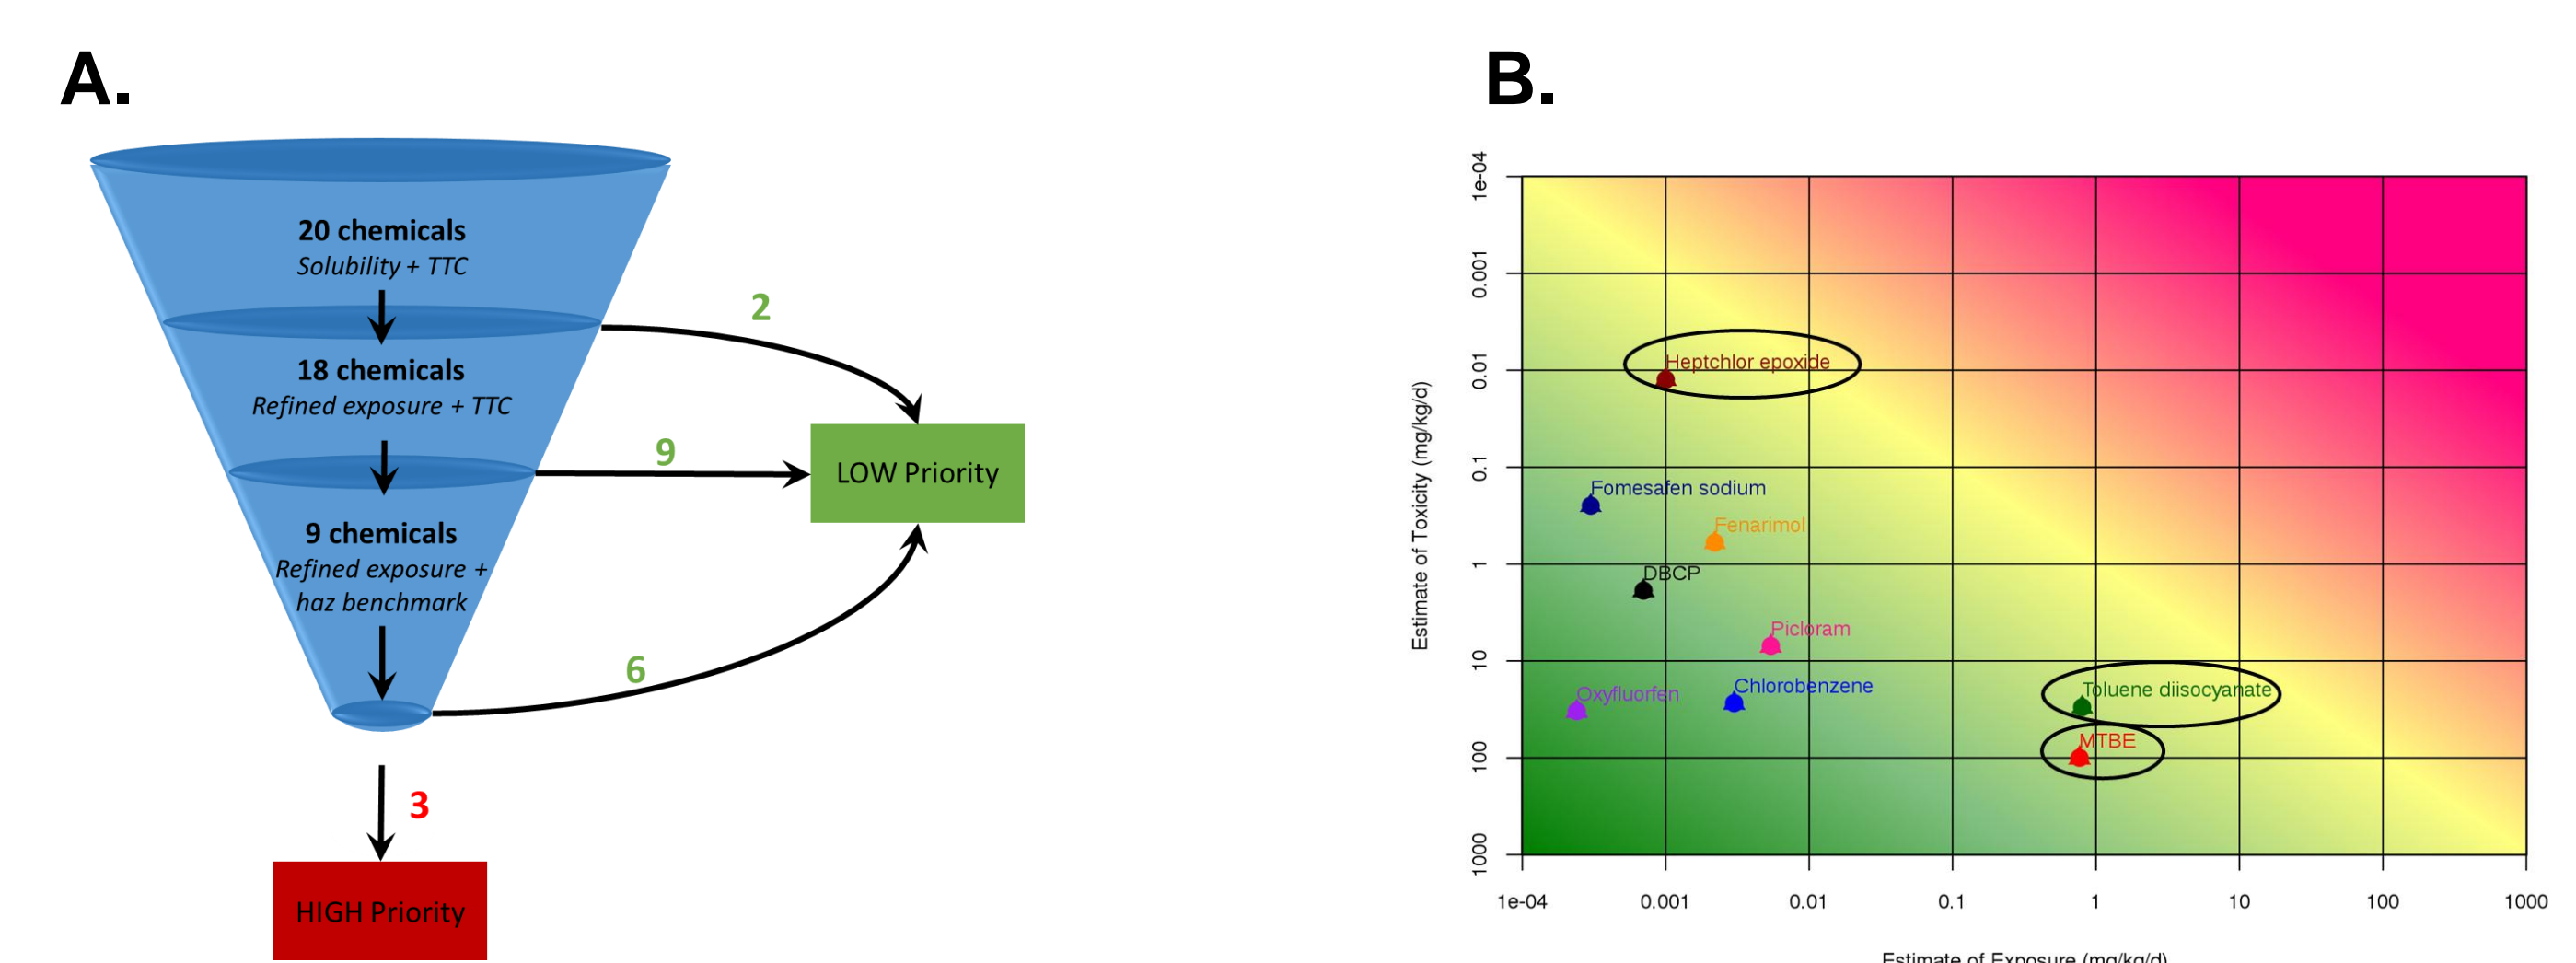 A.
20 chemicals
Solubility + TTC
2
18 chemicals
Refined exposure + TTC
9
LOW Priority
9 chemicals
Refined exposure +
haz benchmark
6
3
HIGH Priority
B.
Estimate of Toxicity (mg/kg/d)
1e-04
0.001
0.01
0.1
1
10
100
1000
Heptchlor epoxide
Fomesafen sodium
Fenarimol
DBCP
Picloram
Oxyfluorfen
Chlorobenzene
Toluene diisocyanate
MTBE
1e-04
0.001
0.01
0.1
1
10
100
1000
Estimate of Exposure (mg/kg/d)